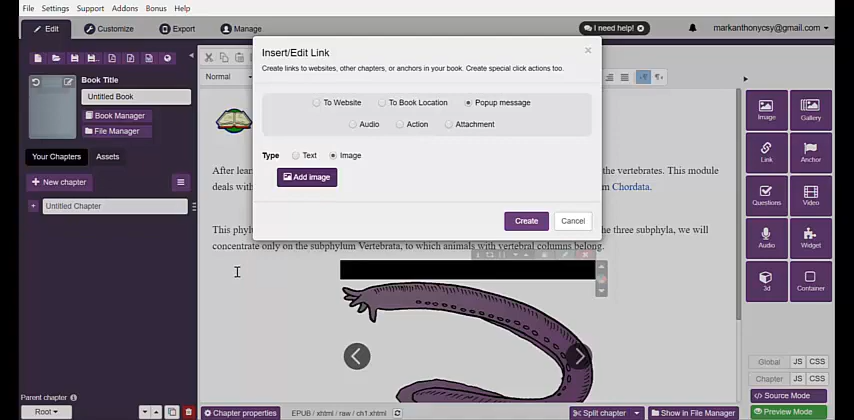 File Settings Support Addons Bonus Help
Edit Customize Export Manage I need help! markanthonycsy@gmail.com
Insert/Edit Link
Create links to websites, other chapters, or anchors in your book. Create special click actions too.
Book Title
Untitled Book
Book Manager
File Manager
Your Chapters Assets
New chapter
Untitled Chapter
Normal
To Website To Book Location Popup message
Audio Action Attachment
Type Text Image
Add image
Create Cancel
After lear the vertebrates. This module
deals with m Chordata.
This phyl the three subphyla, we will
concentrate only on the subphylum Vertebrata, to which animals with vertebral columns belong.
Image Gallery
Link Anchor
Questions Video
Audio Widget
3d Container
Global JS CSS
Chapter JS CSS
Source Mode
Preview Mode
Parent chapter
Root
Chapter properties EPUB / xhtml / raw / ch1.xhtml Split chapter Show in File Manager